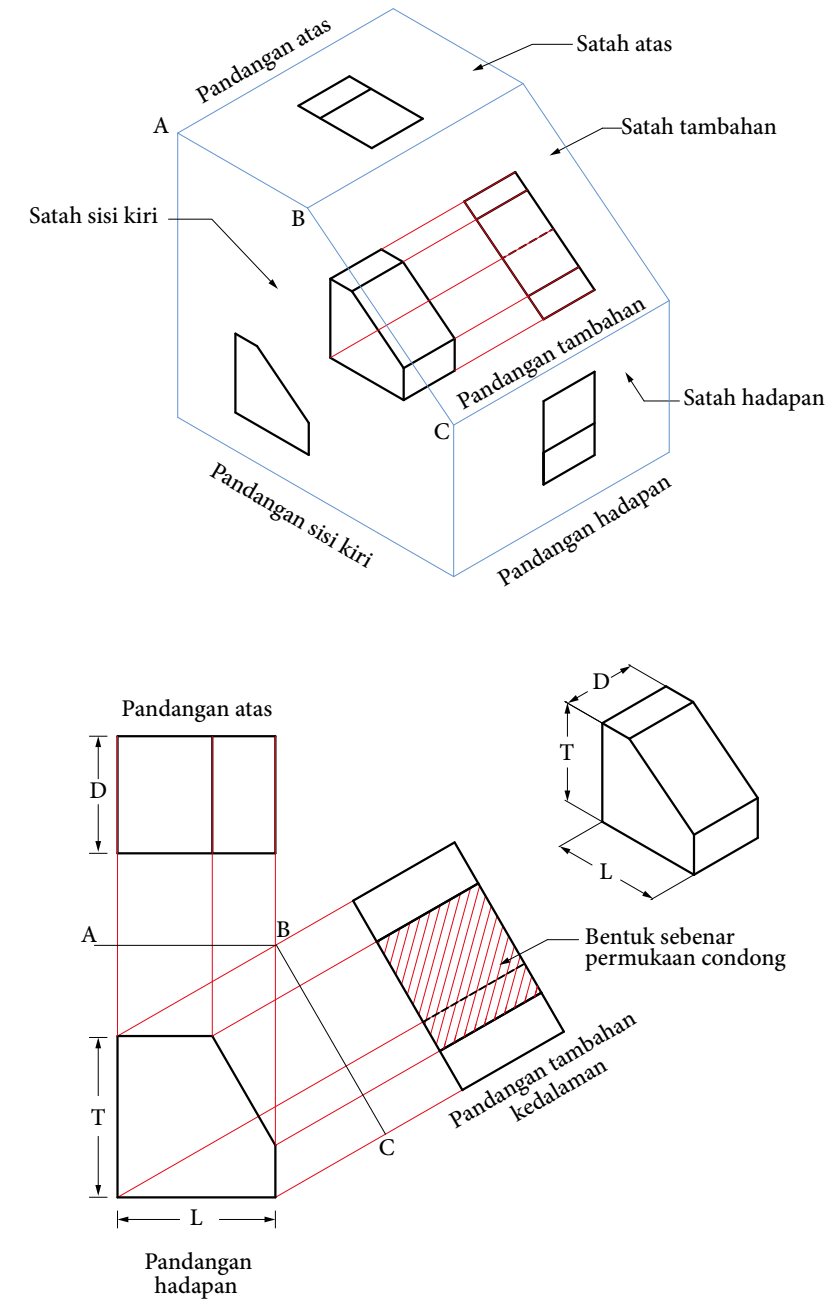 Pandangan atas
Satah atas
A
Satah tambahan
B
Satah sisi kiri
Pandangan tambahan
Satah hadapan
C
Pandangan sisi kiri
Pandangan hadapan
D
T
L
Pandangan atas
D
A
B
Bentuk sebenar
permukaan condong
Pandangan tambahan
kedalaman
T
C
L
Pandangan
hadapan